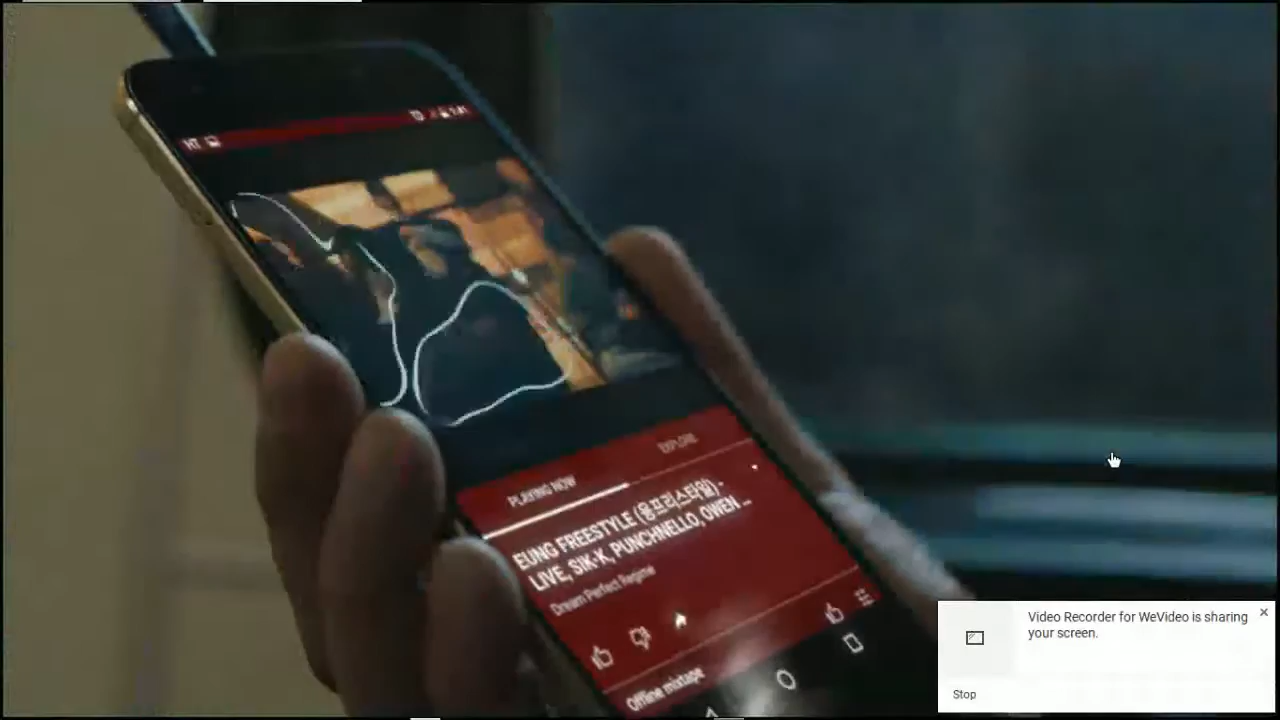 PLAYING NOW
EXPLORE
EUNG FREESTYLE (응프리스타일) -
LIVE, SIK-K, PUNCHNELLO, OWEN ...
Dream Perfect Regime
Offline mixtape
Video Recorder for WeVideo is sharing
your screen.
Stop